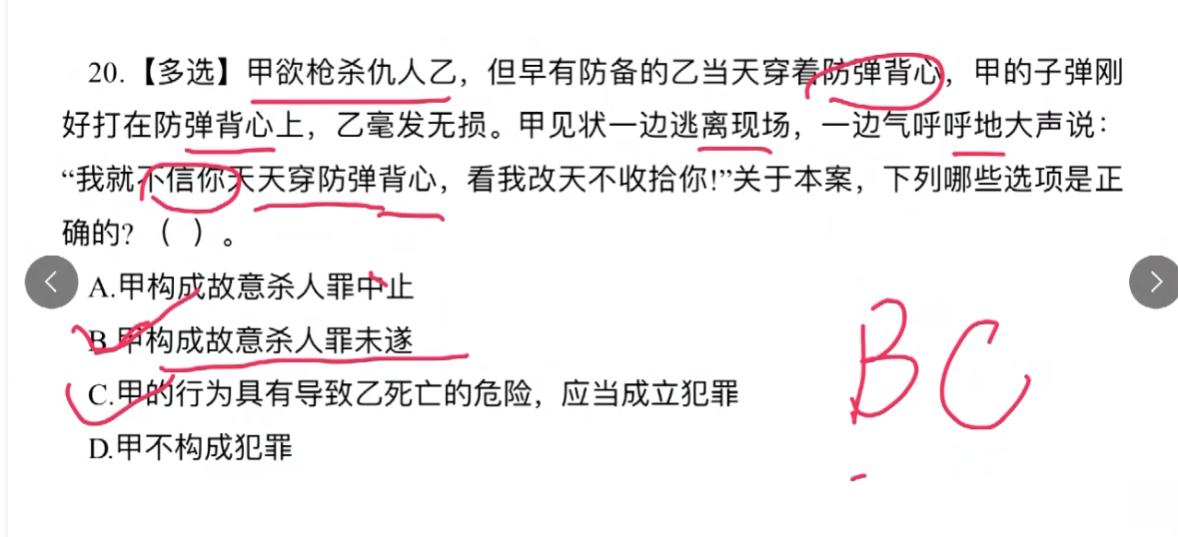 20.【多选】甲欲枪杀仇人乙，但早有防备的乙当天穿着防弹背心，甲的子弹刚
好打在防弹背心上，乙毫发无损。甲见状一边逃离现场，一边气呼呼地大声说：
“我就不信你天天穿防弹背心，看我改天不收拾你!”关于本案，下列哪些选项是正
确的?（ ）。
A.甲构成故意杀人罪中止
B.甲构成故意杀人罪未遂
C.甲的行为具有导致乙死亡的危险，应当成立犯罪
D.甲不构成犯罪
BC